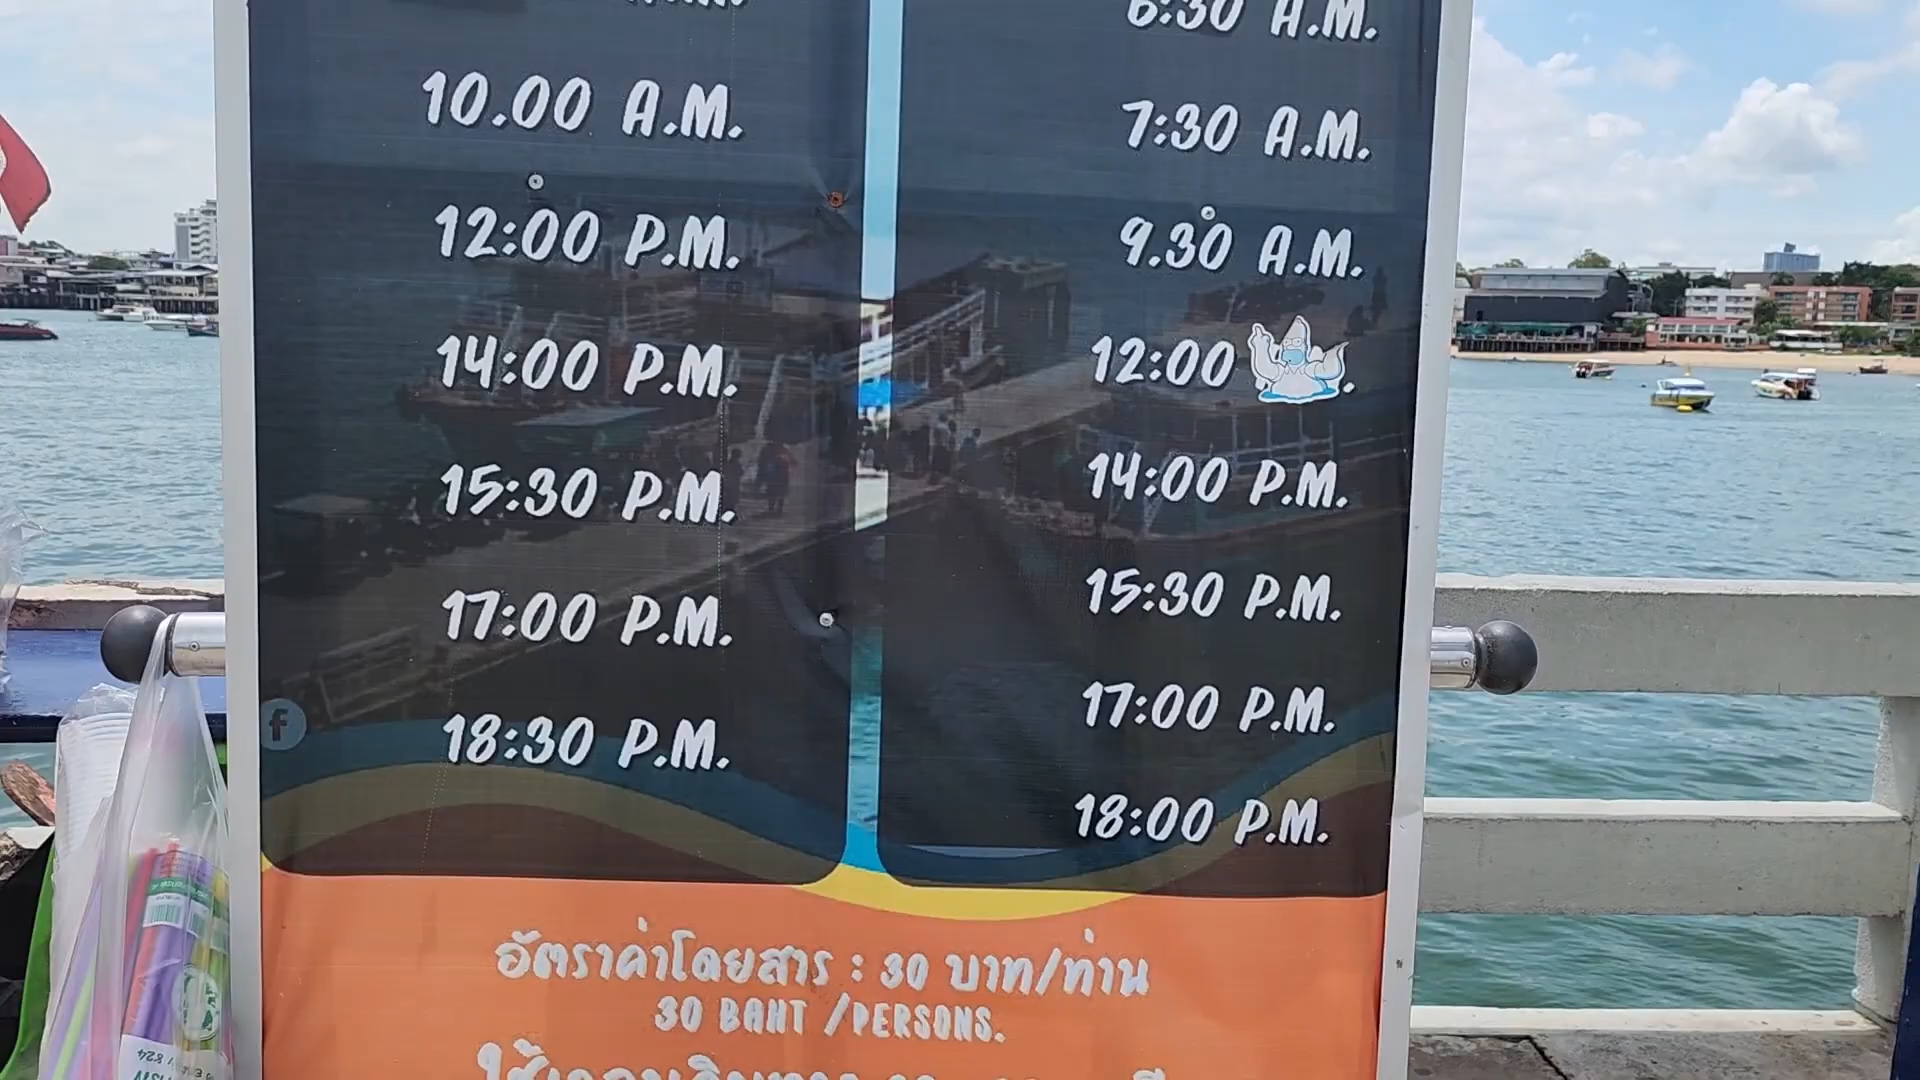 10.00 A.M.
12:00 P.M.
14:00 P.M.
15:30 P.M.
17:00 P.M.
18:30 P.M.
6:30 A.M.
7:30 A.M.
9.30 A.M.
12:00
14:00 P.M.
15:30 P.M.
17:00 P.M.
18:00 P.M.
f
อัตราค่าโดยสาร : 30 บาท/ท่าน
30 BAHT /PERSONS.
824